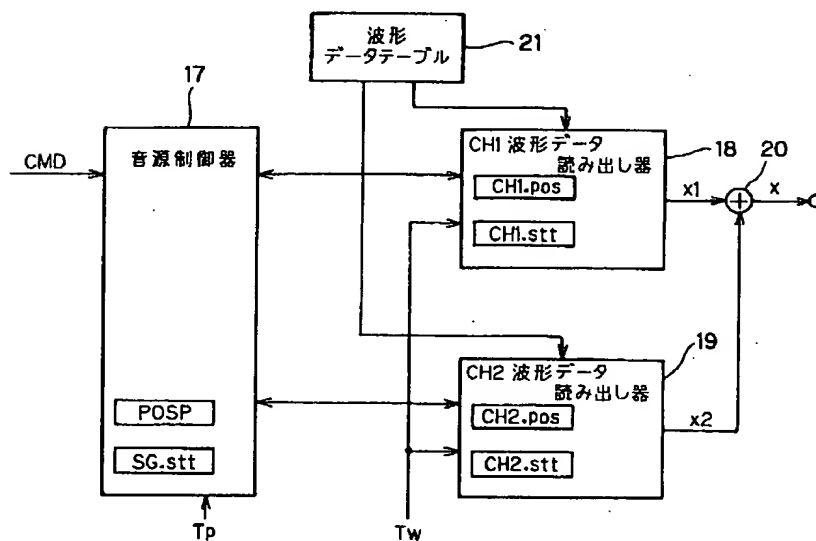 波形
データテーブル
21
17
CMD
音源制御器
POSP
SG.stt
Tp
CH1 波形データ
読み出し器
CH1.pos
CH1.stt
18
x1
20
x
CH2 波形データ
読み出し器
CH2.pos
CH2.stt
19
x2
Tw